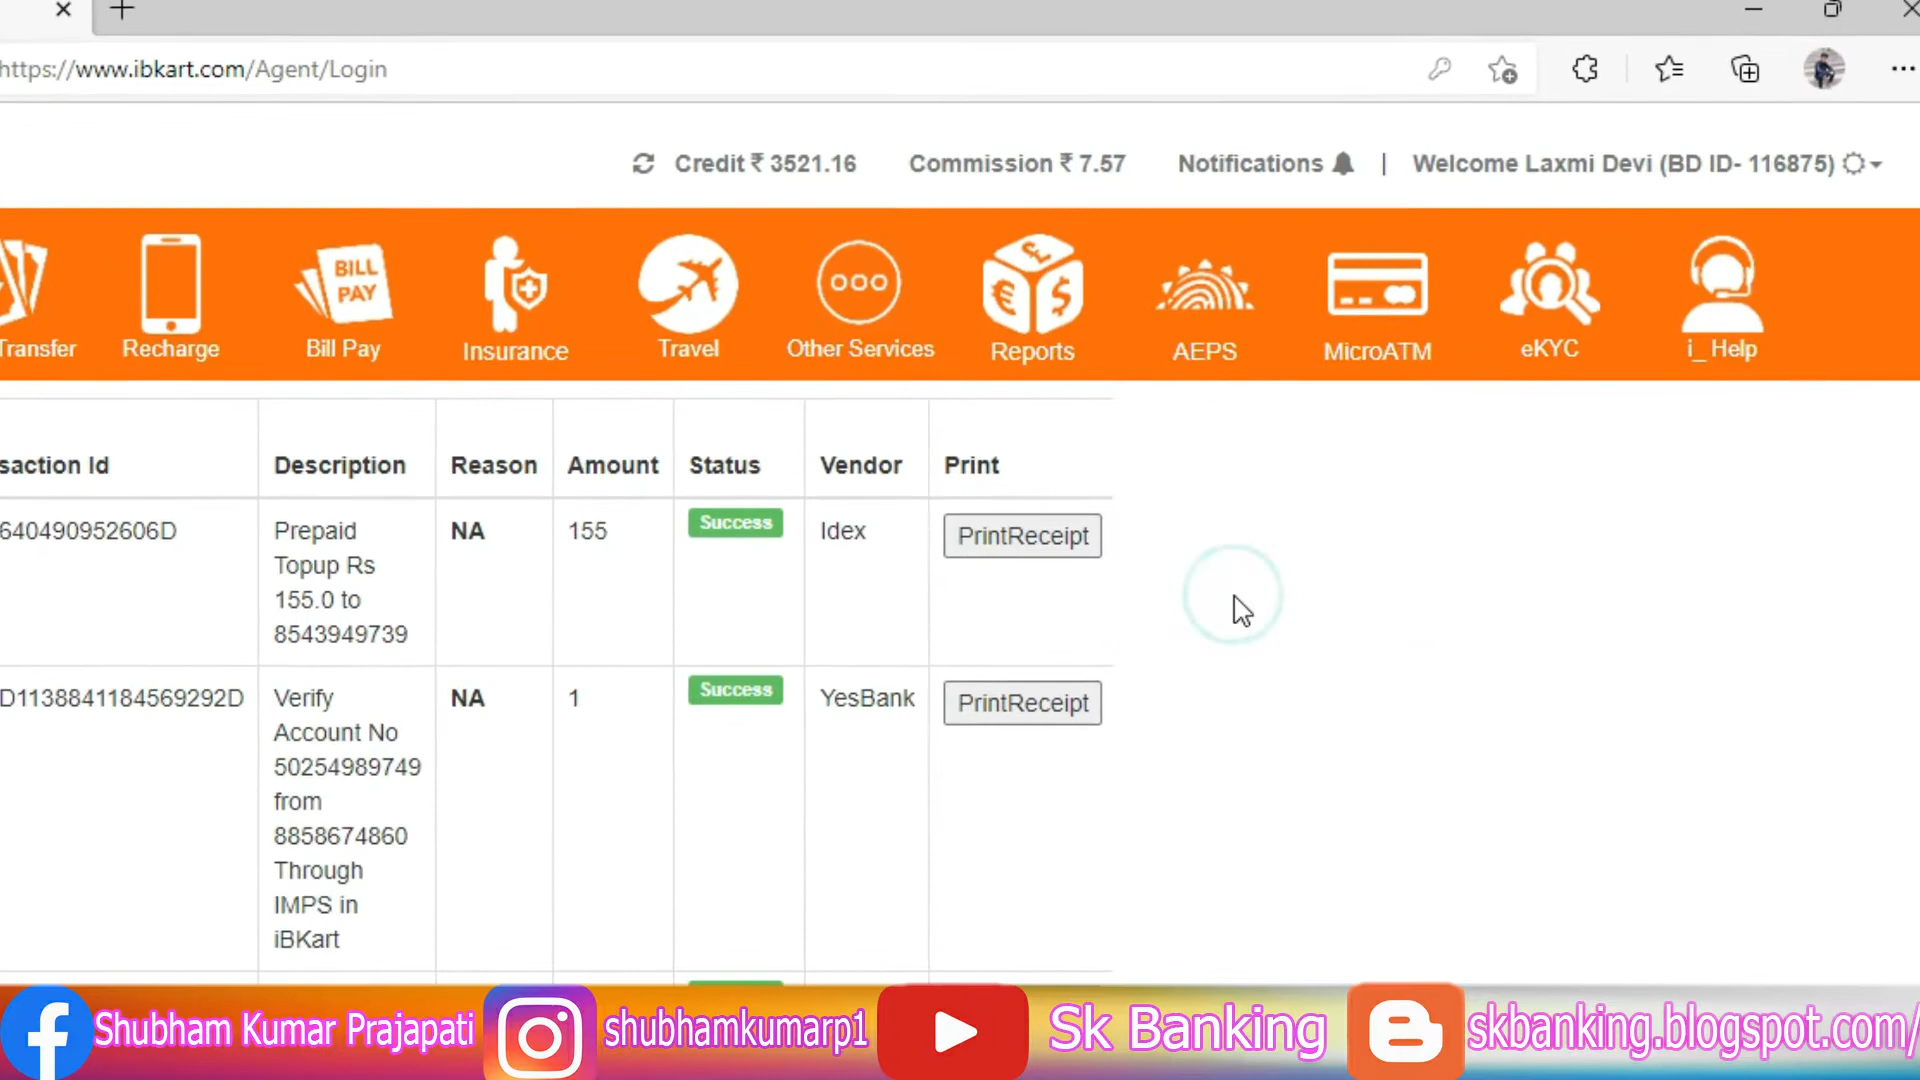 https://www.ibkart.com/Agent/Login
Credit ₹ 3521.16 Commission ₹ 7.57 Notifications | Welcome Laxmi Devi (BD ID- 116875)
BILL
PAY
Transfer Recharge Bill Pay Insurance Travel Other Services Reports AEPS MicroATM eKYC i_ Help
saction Id Description Reason Amount Status Vendor Print
640490952606D Prepaid NA 155 Success Idex PrintReceipt
Topup Rs
155.0 to
8543949739
D1138841184569292D Verify NA 1 Success YesBank PrintReceipt
Account No
50254989749
from
8858674860
Through
IMPS in
iBKart
Shubham Kumar Prajapati shubhamkumarp1 Sk Banking skbanking.blogspot.com/